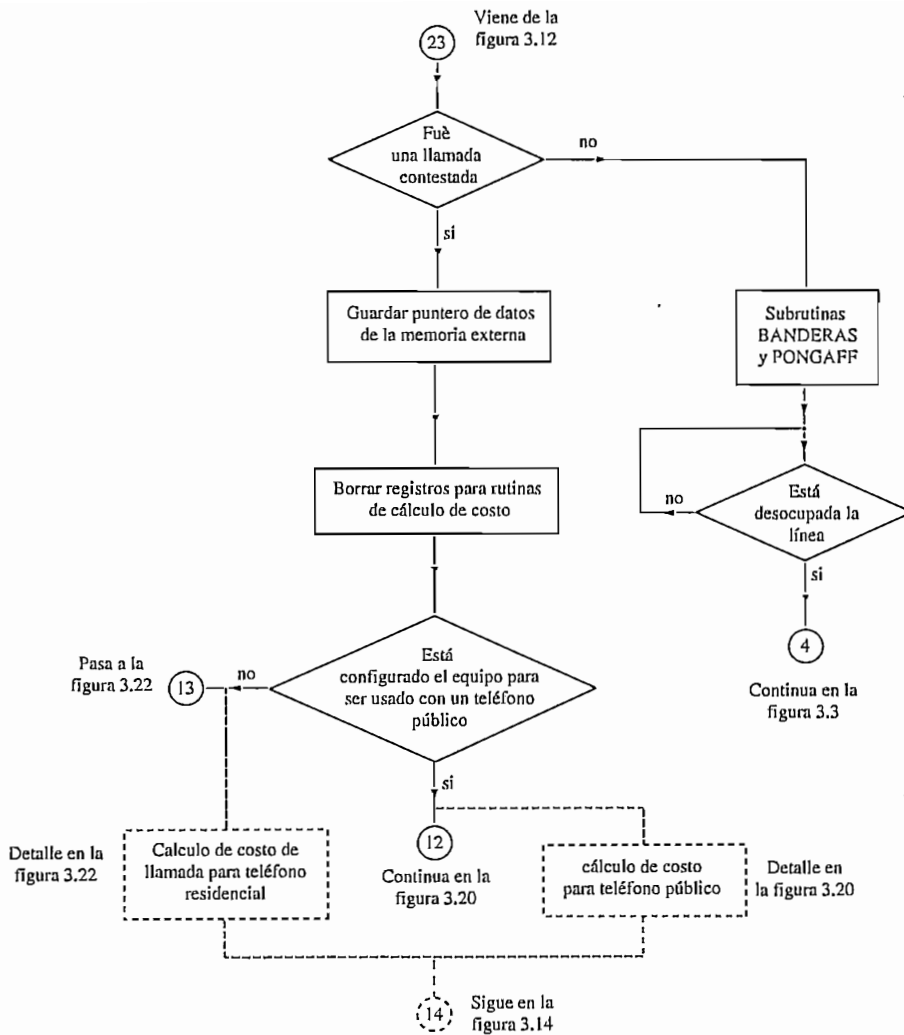 Viene de la
figura 3.12
23
Fuè
una llamada
contestada
no
si
Guardar puntero de datos
de la memoria externa
Subrutinas
BANDERAS
y PONGAFF
Borrar registros para rutinas
de cálculo de costo
no
Está
desocupada la
línea
si
4
Continua en la
figura 3.3
Pasa a la
figura 3.22
13
no
Está
configurado el equipo para
ser usado con un teléfono
público
si
12
Continua en la
figura 3.20
Detalle en la
figura 3.22
Calculo de costo de
llamada para teléfono
residencial
cálculo de costo
para teléfono público
Detalle en
la figura 3.20
14
Sigue en la
figura 3.14